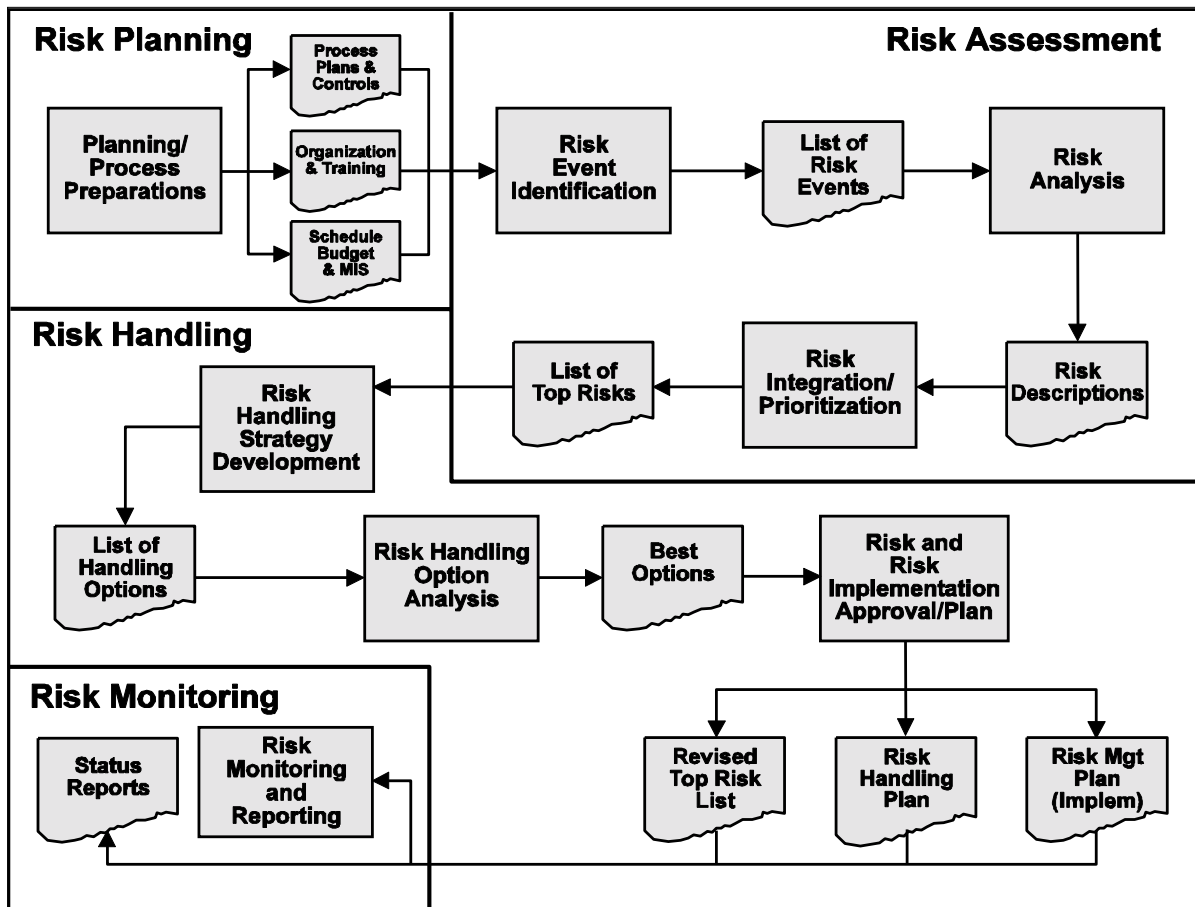 Risk Planning
Process
Plans &
Controls
Planning/
Process
Preparations
Organization
& Training
Schedule
Budget
& MIS
Risk Assessment
Risk
Event
Identification
List of
Risk
Events
Risk
Analysis
Risk
Descriptions
Risk
Integration/
Prioritization
List of
Top Risks
Risk Handling
Risk
Handling
Strategy
Development
List of
Handling
Options
Risk Handling
Option
Analysis
Best
Options
Risk and
Risk
Implementation
Approval/Plan
Revised
Top Risk
List
Risk
Handling
Plan
Risk Mgt
Plan
(Implem)
Risk Monitoring
Status
Reports
Risk
Monitoring
and
Reporting